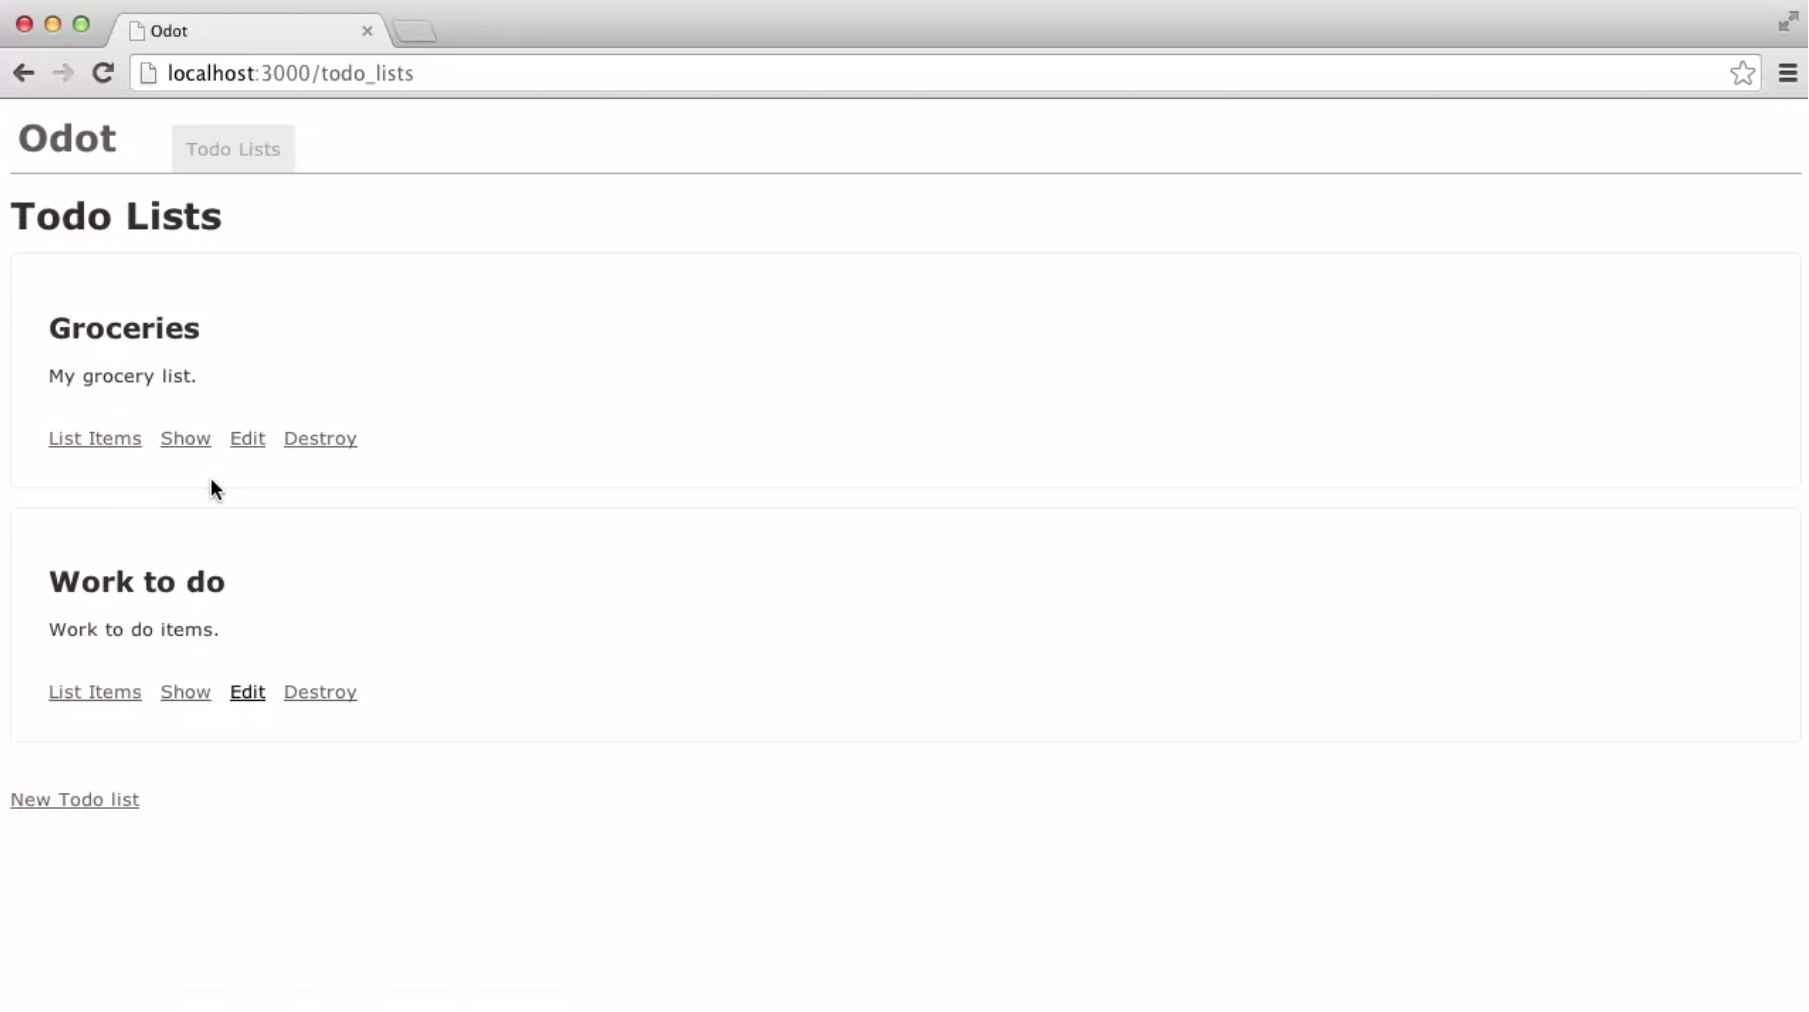 Odot
localhost:3000/todo_lists
Odot
Todo Lists
Todo Lists
Groceries
My grocery list.
List Items Show Edit Destroy
Work to do
Work to do items.
List Items Show Edit Destroy
New Todo list